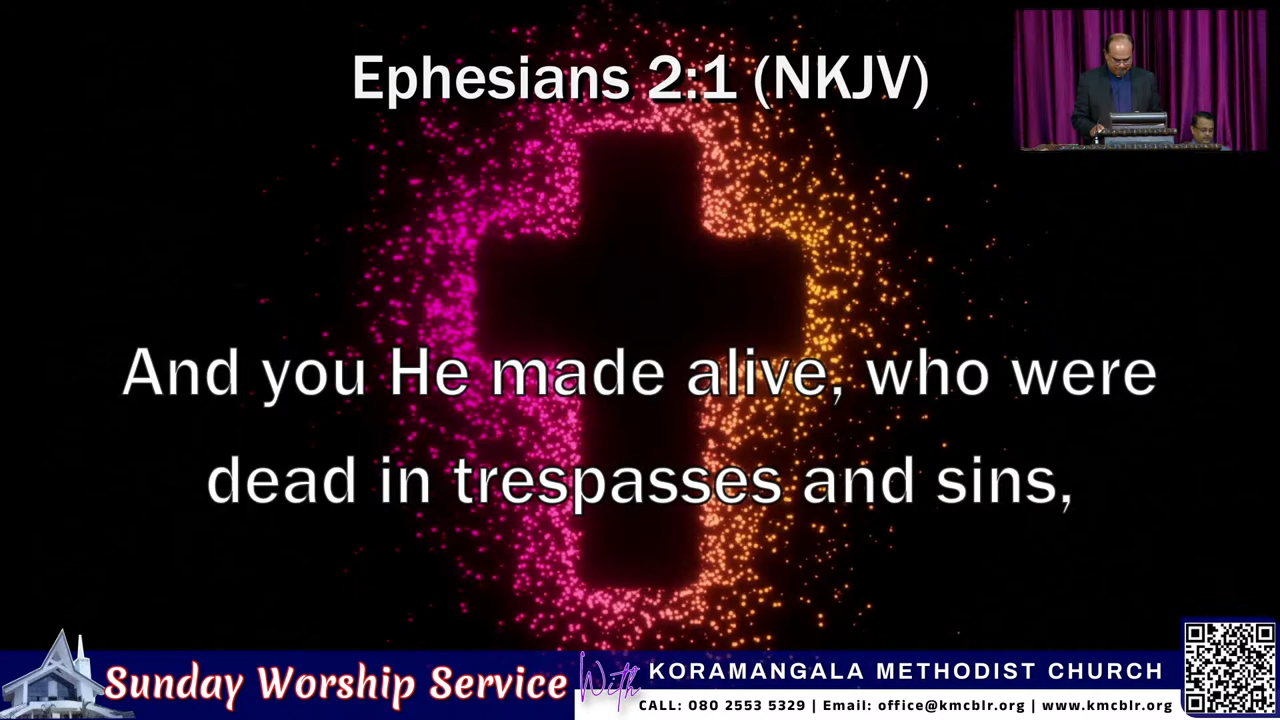 Ephesians 2:1 (NKJV)
And you He made alive, who were
dead in trespasses and sins,
Sunday Worship Service With KORAMANGALA METHODIST CHURCH
CALL: 080 2553 5329 | Email: office@kmcblr.org | www.kmcblr.org